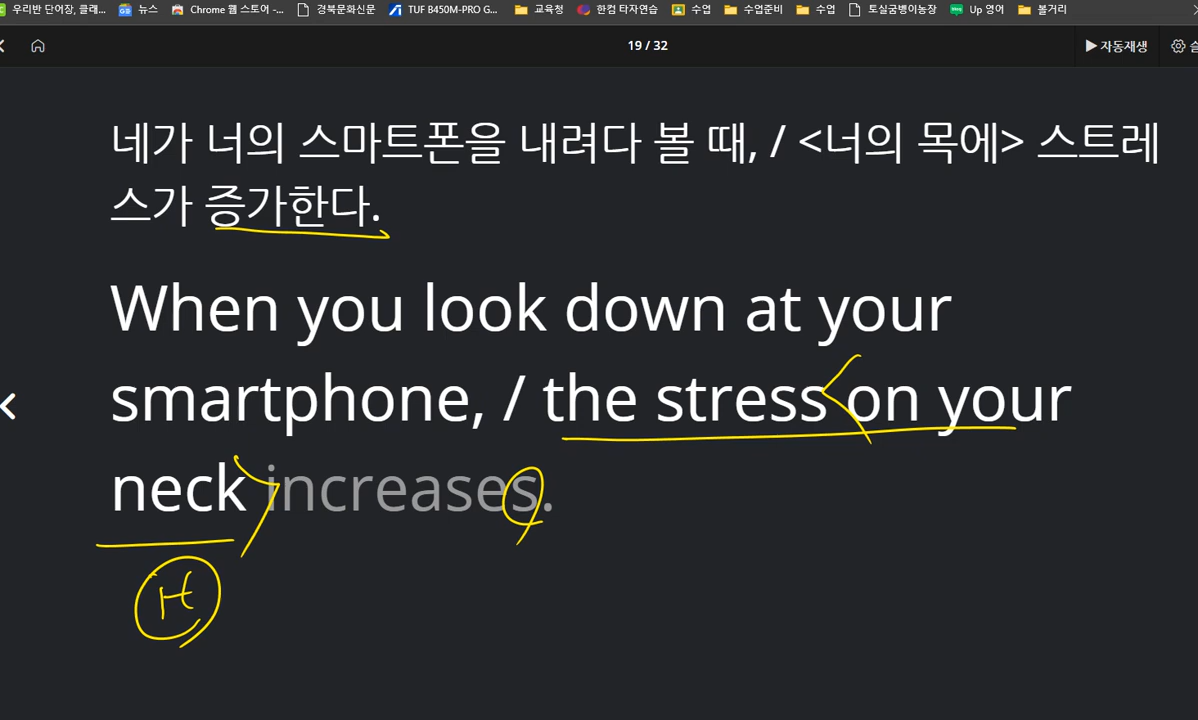 우리반 단어장, 클래... 뉴스 Chrome 웹 스토어 -... 경북문화신문 TUF B450M-PRO G... 교육청 한컴 타자연습 수업 수업준비 수업 토실굼벵이농장 Up 영어 볼거리
19 / 32 자동재생 슬
네가 너의 스마트폰을 내려다 볼 때, / <너의 목에> 스트레
스가 증가한다.
When you look down at your
smartphone, / the stress on your
neck increases.